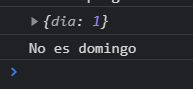 ▶ {dia: 1}
No es domingo
>